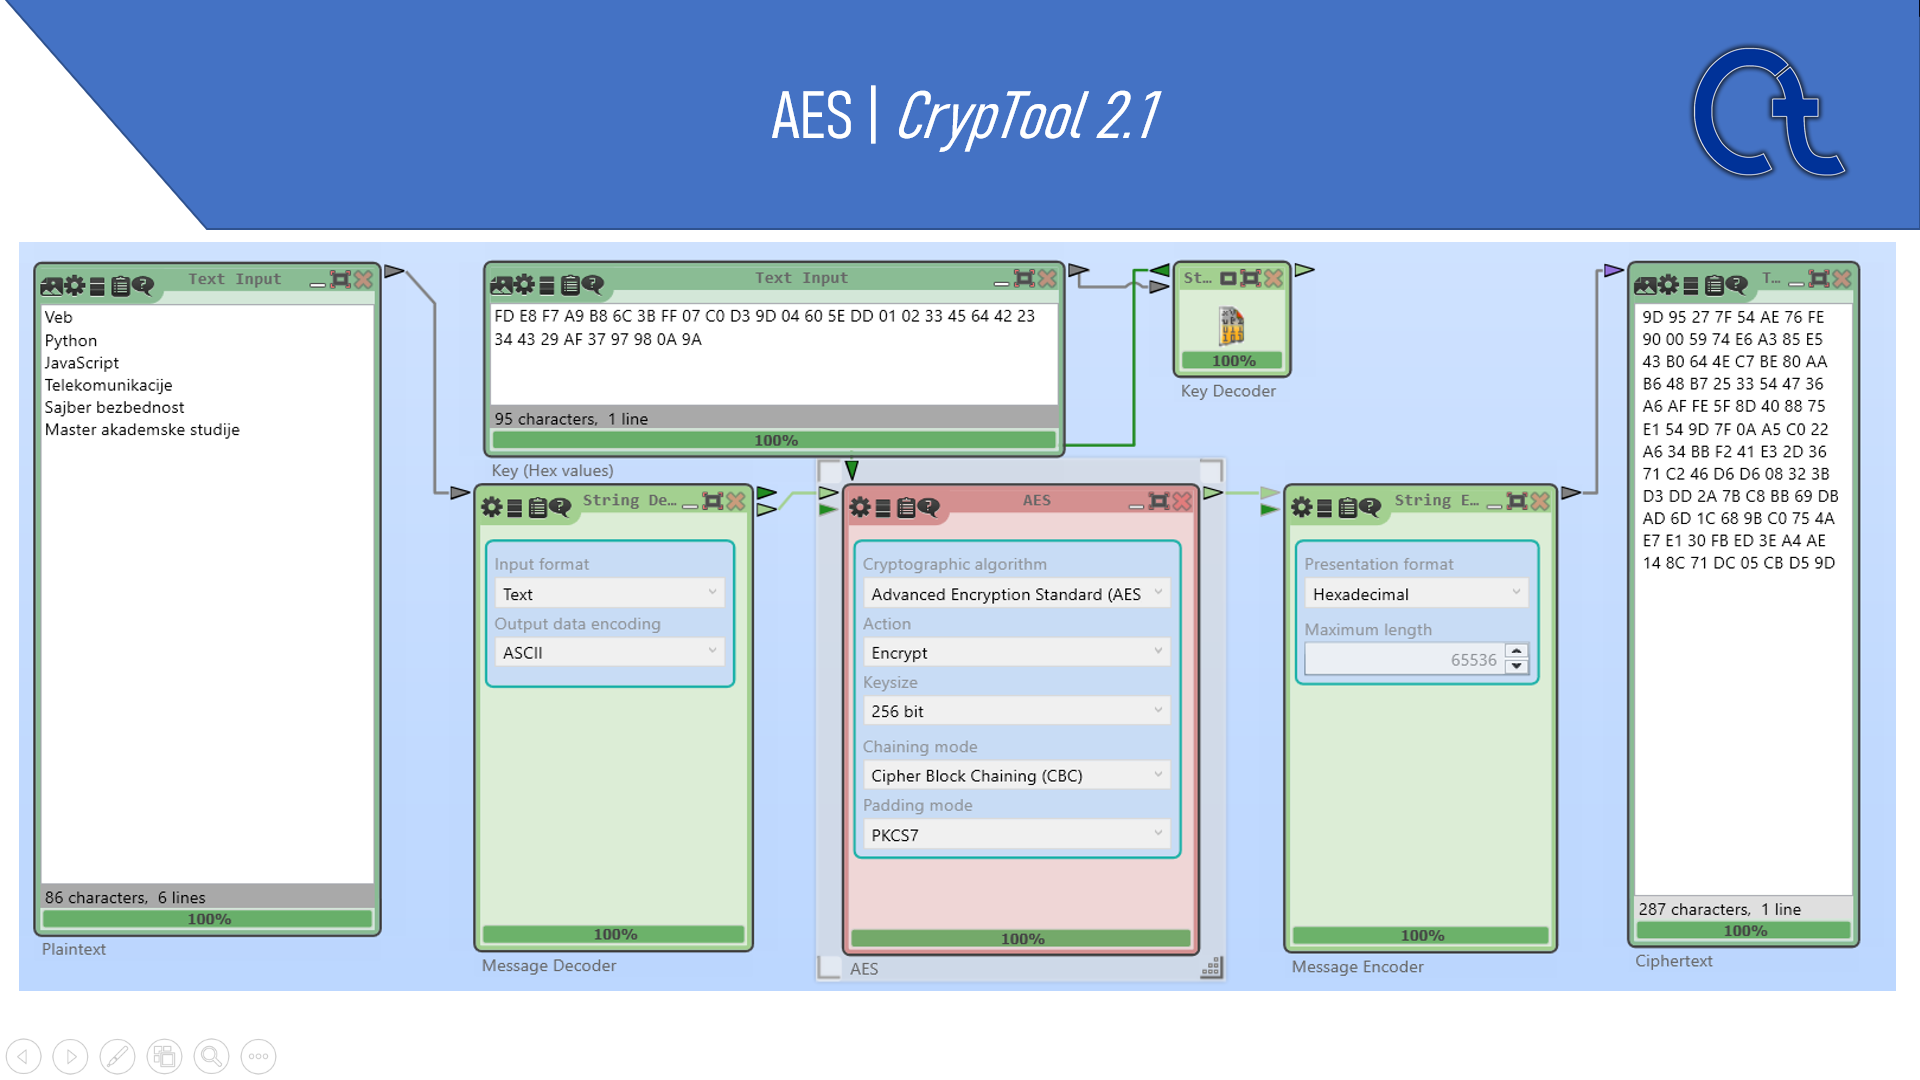 AES | CrypTool 2.1
Ct
Text Input
Veb
Python
JavaScript
Telekomunikacije
Sajber bezbednost
Master akademske studije
86 characters, 6 lines
100%
Plaintext
Text Input
FD E8 F7 A9 B8 6C 3B FF 07 C0 D3 9D 04 60 5E DD 01 02 33 45 64 42 23
34 43 29 AF 37 97 98 0A 9A
95 characters, 1 line
100%
Key (Hex values)
St...
100%
Key Decoder
String De...
Input format
Text
Output data encoding
ASCII
100%
Message Decoder
AES
Cryptographic algorithm
Advanced Encryption Standard (AES
Action
Encrypt
Keysize
256 bit
Chaining mode
Cipher Block Chaining (CBC)
Padding mode
PKCS7
100%
AES
String E...
Presentation format
Hexadecimal
Maximum length
65536
100%
Message Encoder
T...
9D 95 27 7F 54 AE 76 FE
90 00 59 74 E6 A3 85 E5
43 B0 64 4E C7 BE 80 AA
B6 48 B7 25 33 54 47 36
A6 AF FE 5F 8D 40 88 75
E1 54 9D 7F 0A A5 C0 22
A6 34 BB F2 41 E3 2D 36
71 C2 46 D6 D6 08 32 3B
D3 DD 2A 7B C8 BB 69 DB
AD 6D 1C 68 9B C0 75 4A
E7 E1 30 FB ED 3E A4 AE
14 8C 71 DC 05 CB D5 9D
287 characters, 1 line
100%
Ciphertext